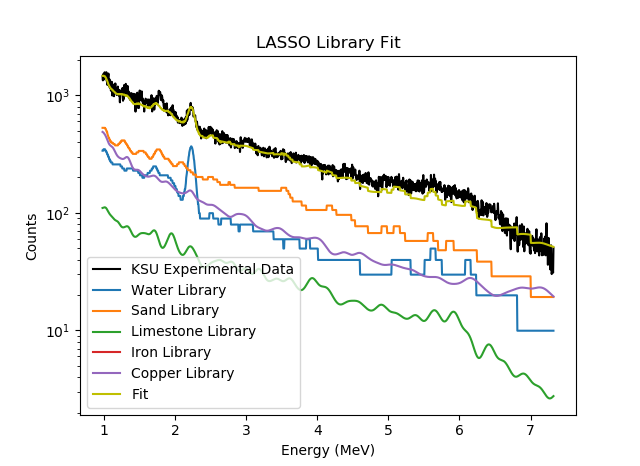 LASSO Library Fit
Counts
10³
10²
10¹
KSU Experimental Data
Water Library
Sand Library
Limestone Library
Iron Library
Copper Library
Fit
1 2 3 4 5 6 7
Energy (MeV)